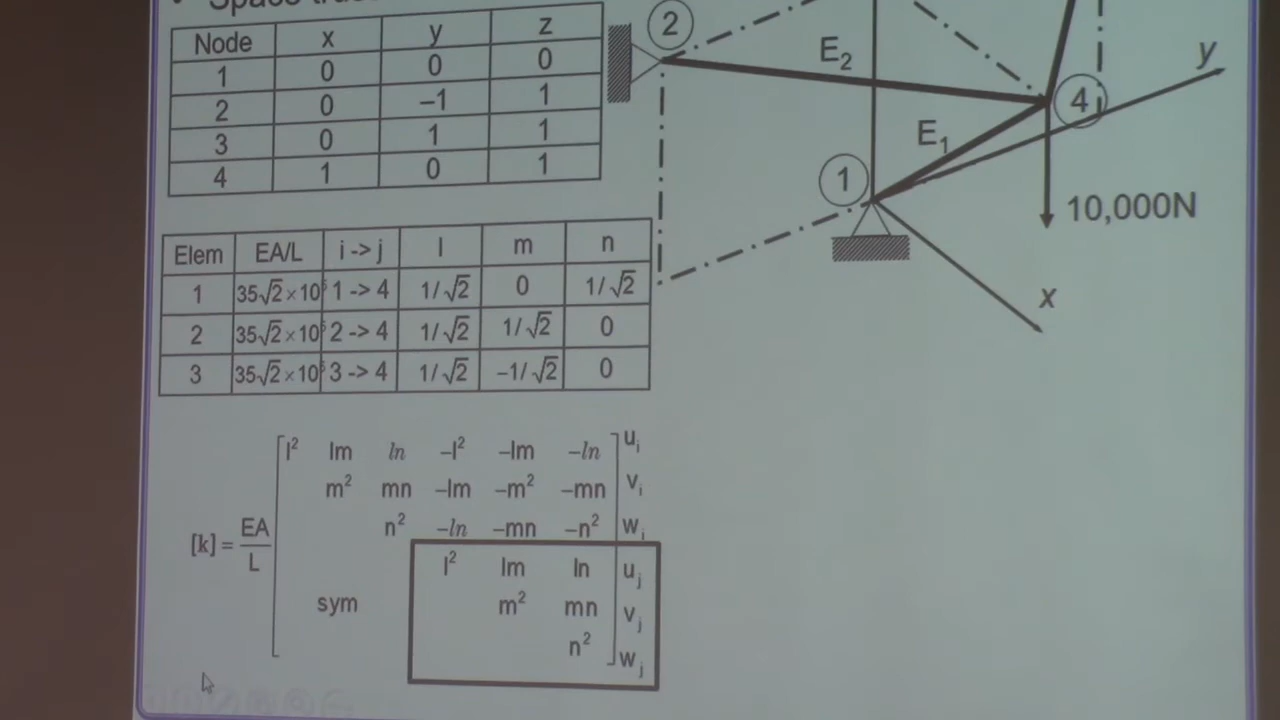 • Space
Node x y z
1 0 0 0
2 0 –1 1
3 0 1 1
4 1 0 1
Elem EA/L i -> j l m n
1 35√2×10⁶ 1 -> 4 1/√2 0 1/√2
2 35√2×10⁶ 2 -> 4 1/√2 1/√2 0
3 35√2×10⁶ 3 -> 4 1/√2 –1/√2 0
[k] = EA/L
l² lm ln –l² –lm –ln uᵢ
m² mn –lm –m² –mn vᵢ
n² –ln –mn –n² wᵢ
l² lm ln uⱼ
sym m² mn vⱼ
n² wⱼ
2
E₂
y
4
E₁
1
10,000N
x